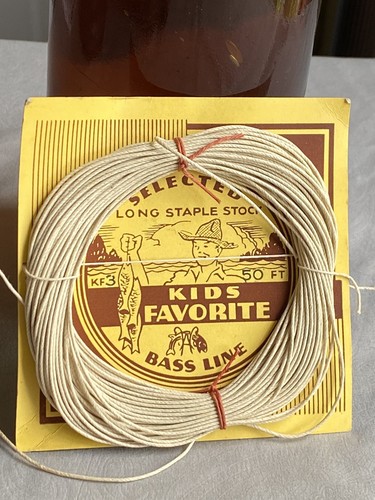 SELECTED
LONG STAPLE STOCK
KF3
50 FT
KIDS
FAVORITE
BASS LINE